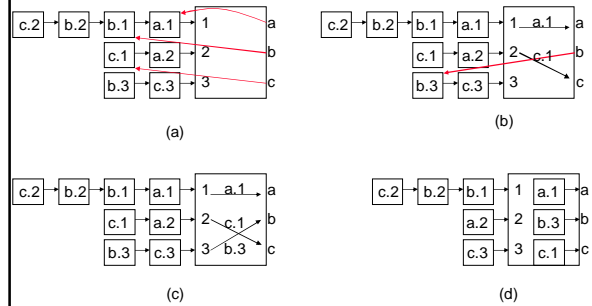 c.2 b.2 b.1 a.1 1 a
c.1 a.2 2 b
b.3 c.3 3 c
(a)
c.2 b.2 b.1 a.1 1 a.1 a
c.1 a.2 2 c.1 b
b.3 c.3 3 c
(b)
c.2 b.2 b.1 a.1 1 a.1 a
c.1 a.2 2 c.1 b
b.3 c.3 3 b.3 c
(c)
c.2 b.2 b.1 1 a.1 a
a.2 2 b.3 b
c.3 3 c.1 c
(d)